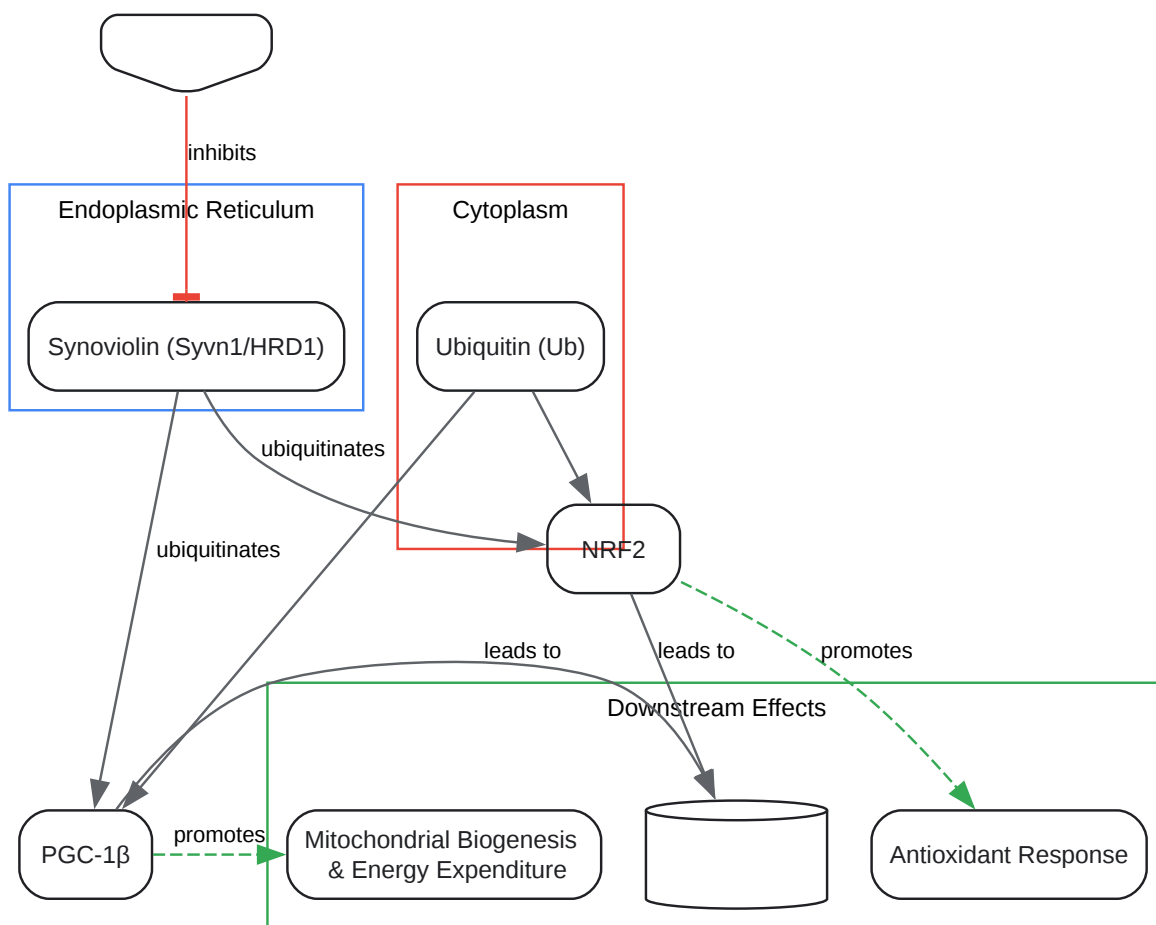 inhibits
Endoplasmic Reticulum
Cytoplasm
Synoviolin (Syvn1/HRD1)
Ubiquitin (Ub)
ubiquitinates
ubiquitinates
NRF2
leads to
leads to
promotes
Downstream Effects
PGC-1β
promotes
Mitochondrial Biogenesis
& Energy Expenditure
Antioxidant Response